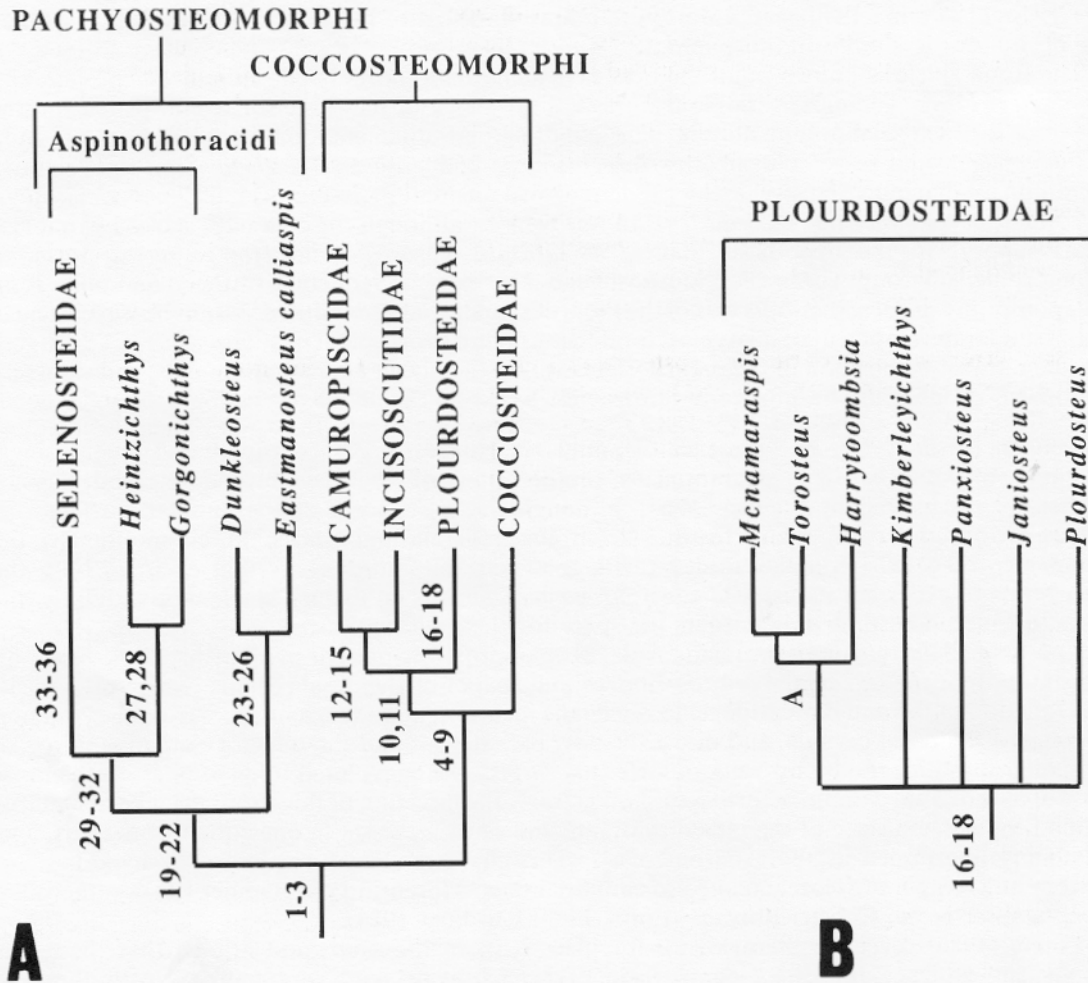 PACHYOSTEOMORPHI
COCCOSTEOMORPHI
Aspinothoracidi
SELENOSTEIDAE
Heintzichthys
Gorgonichthys
Dunkleosteus
Eastmanosteus calliaspis
CAMUROPISCIDAE
INCISOSCUTIDAE
PLOURDOSTEIDAE
COCCOSTEIDAE
33-36
27,28
23-26
12-15
16-18
10,11
4-9
29-32
19-22
1-3
A
PLOURDOSTEIDAE
Mcnamaraspis
Torosteus
Harrytoombsia
Kimberleyichthys
Panxiosteus
Janiosteus
Plourdosteus
A
16-18
B